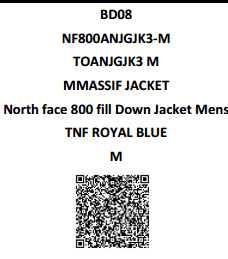 BD08
NF800ANJGJK3-M
TOANJGJK3 M
MMASSIF JACKET
North face 800 fill Down Jacket Mens
TNF ROYAL BLUE
M